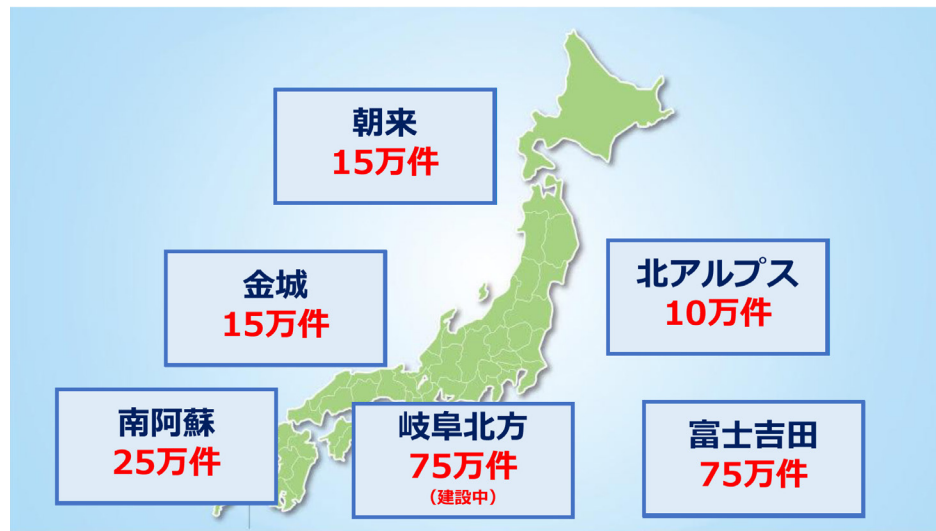 朝来
15万件
金城
15万件
北アルプス
10万件
南阿蘇
25万件
岐阜北方
75万件
（建設中）
富士吉田
75万件